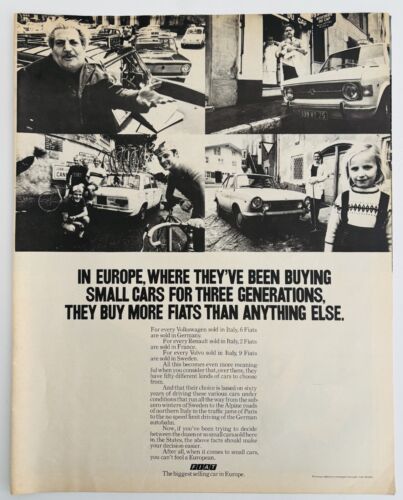 IN EUROPE, WHERE THEY'VE BEEN BUYING
SMALL CARS FOR THREE GENERATIONS,
THEY BUY MORE FIATS THAN ANYTHING ELSE.
For every Volkswagen sold in Italy, 6 Fiats
are sold in Germany.
For every Renault sold in Italy, 2 Fiats
are sold in France.
For every Volvo sold in Italy, 9 Fiats
are sold in Sweden.
All this becomes even more meaning-
ful when you consider that, over there, they
have fifty different kinds of cars to choose
from.
And that their choice is based on sixty
years of driving these various cars under
conditions that run all the way from the sub-
zero winters of Sweden to the Alpine roads
of northern Italy to the traffic jams of Paris
to the no speed limit driving of the German
autobahn.
Now, if you've been trying to decide
between the dozen or so small cars sold here
in the States, the above facts should make
your decision easier.
After all, when it comes to small cars,
you can't fool a European.
FIAT
The biggest selling car in Europe.